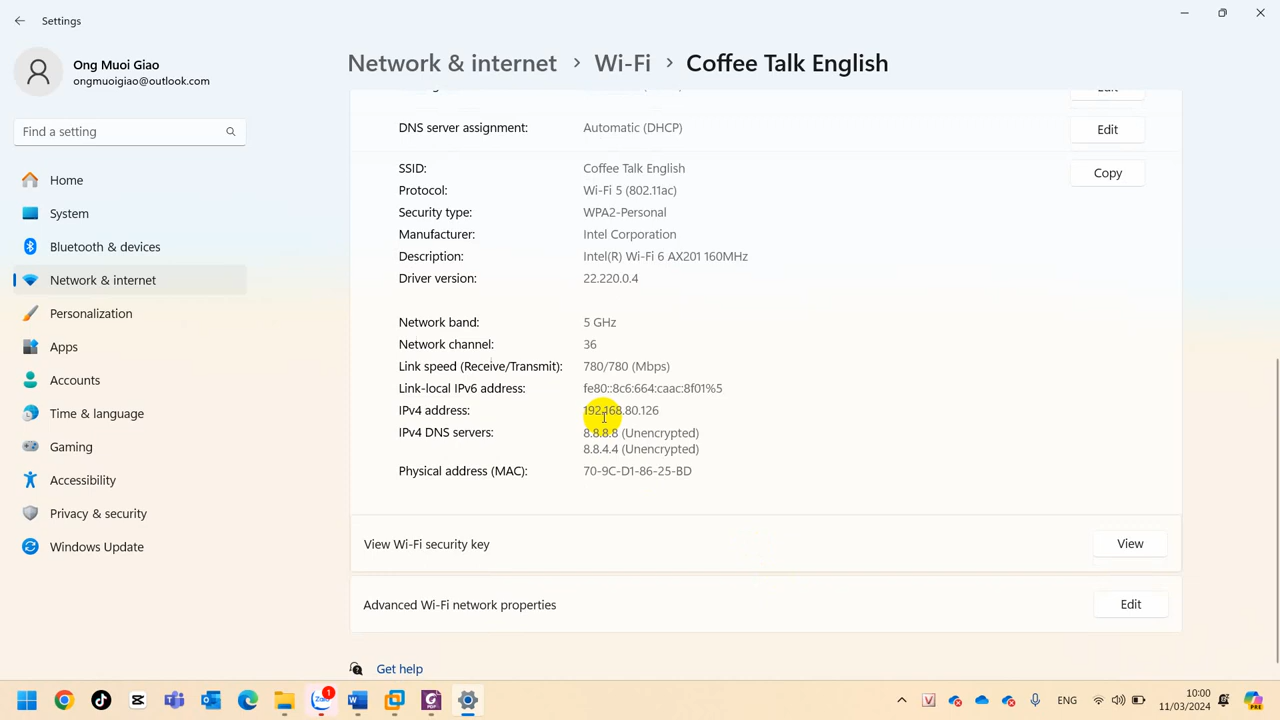 Settings
Ong Muoi Giao
ongmuoigiao@outlook.com
Find a setting
Home
System
Bluetooth & devices
Network & internet
Personalization
Apps
Accounts
Time & language
Gaming
Accessibility
Privacy & security
Windows Update
Network & internet > Wi-Fi > Coffee Talk English
Edit
DNS server assignment: Automatic (DHCP) Edit
SSID: Coffee Talk English Copy
Protocol: Wi-Fi 5 (802.11ac)
Security type: WPA2-Personal
Manufacturer: Intel Corporation
Description: Intel(R) Wi-Fi 6 AX201 160MHz
Driver version: 22.220.0.4
Network band: 5 GHz
Network channel: 36
Link speed (Receive/Transmit): 780/780 (Mbps)
Link-local IPv6 address: fe80::8c6:664:caac:8f01%5
IPv4 address: 192.168.80.126
IPv4 DNS servers: 8.8.8.8 (Unencrypted)
8.8.4.4 (Unencrypted)
Physical address (MAC): 70-9C-D1-86-25-BD
View Wi-Fi security key View
Advanced Wi-Fi network properties Edit
Get help
Zalo 1
ENG
10:00
11/03/2024
PRE